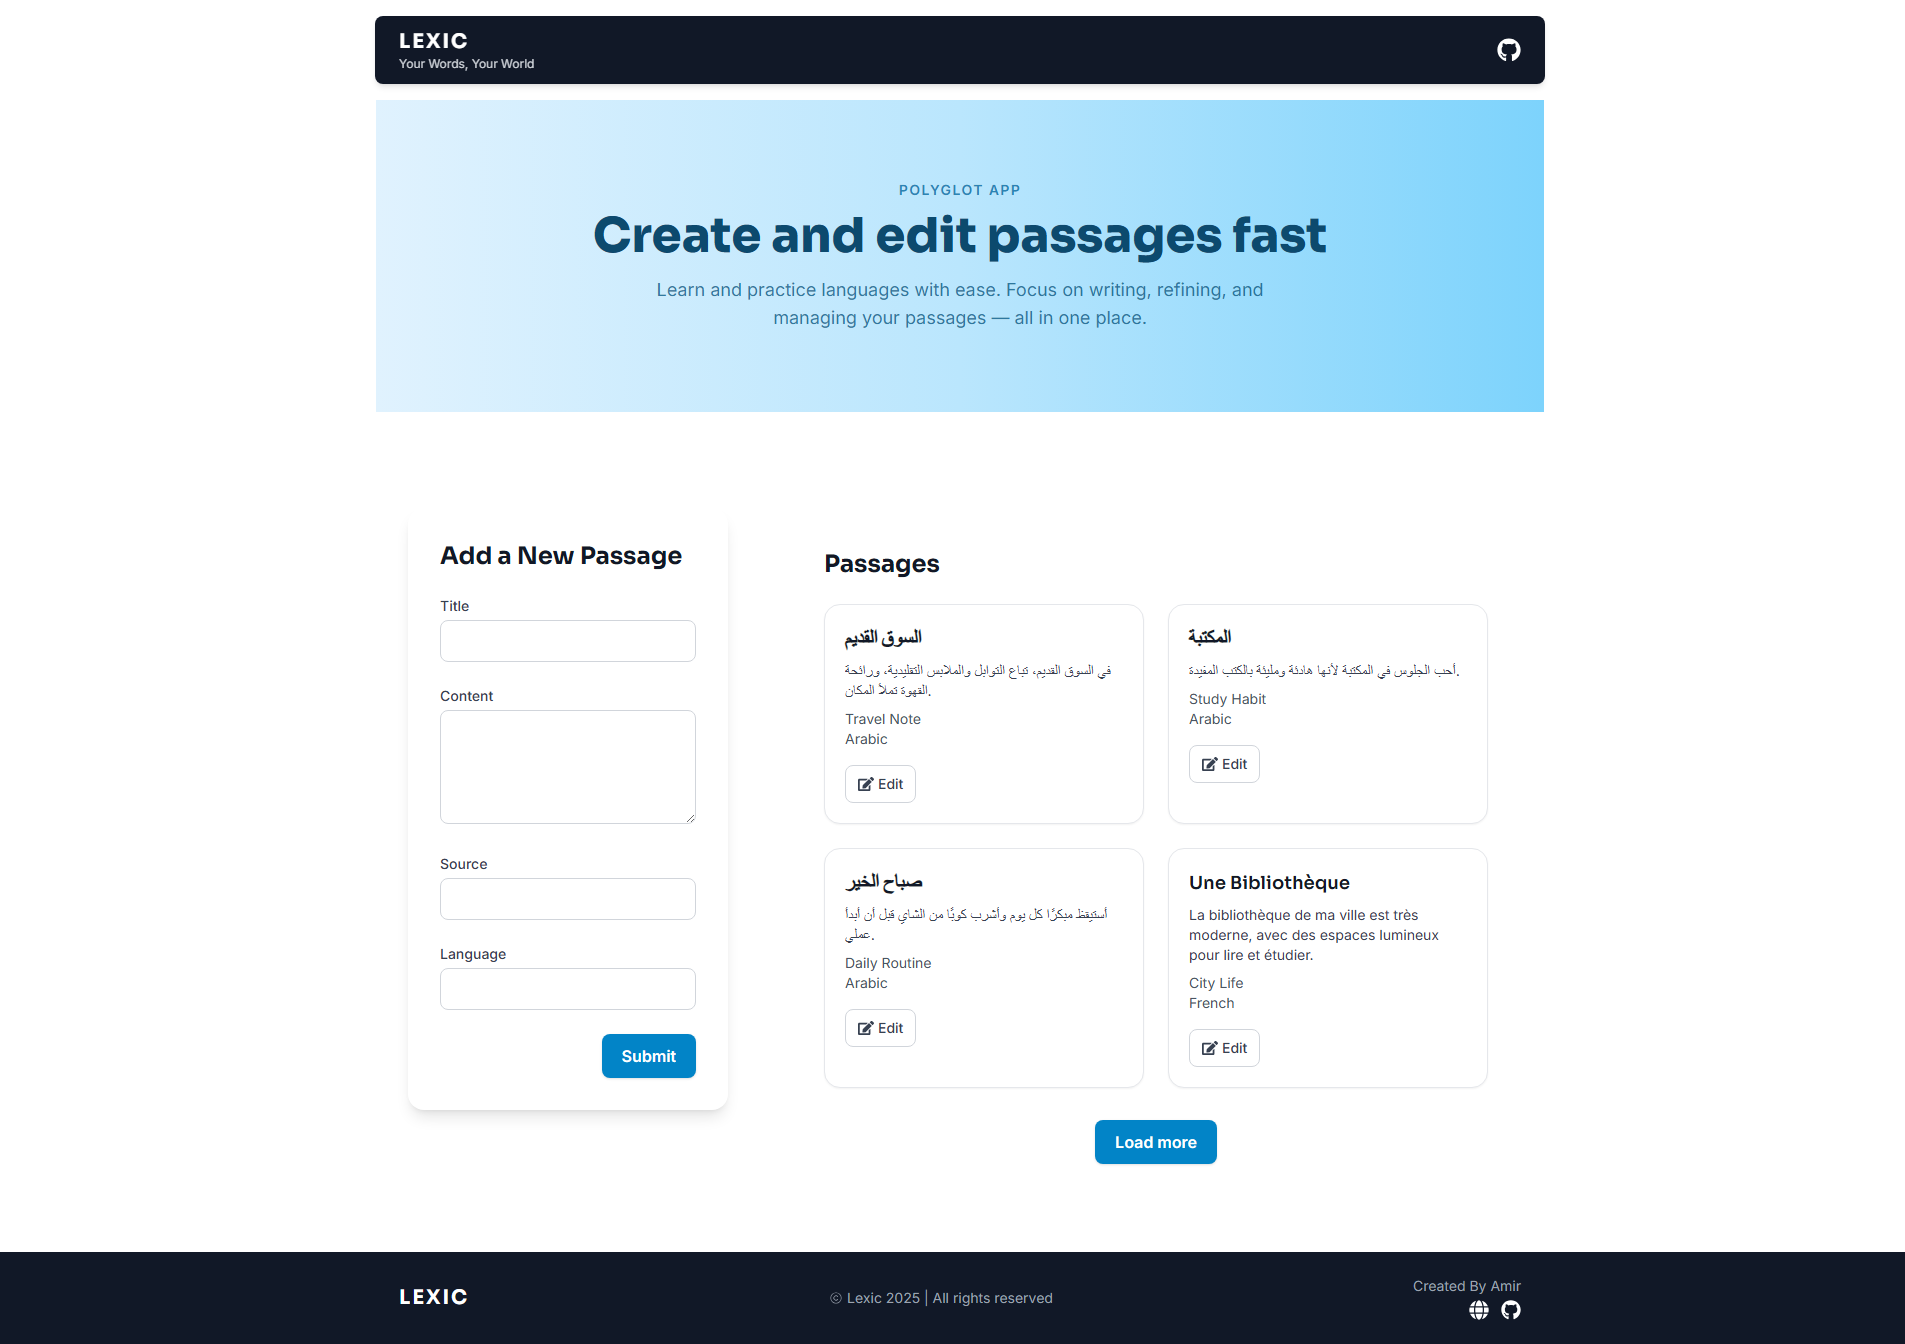 LEXIC
Your Words, Your World
POLYGLOT APP
Create and edit passages fast
Learn and practice languages with ease. Focus on writing, refining, and
managing your passages — all in one place.
Add a New Passage
Title
Content
Source
Language
Submit
Passages
السوق القديم
في السوق القديم، تباع التوابل والملابس التقليدية، ورائحة
القهوة تملأ المكان.
Travel Note
Arabic
Edit
المكتبة
أحب الجلوس في المكتبة لأنها هادئة ومليئة بالكتب المفيدة.
Study Habit
Arabic
Edit
صباح الخير
أستيقظ مبكرًا كل يوم وأشرب كوبًا من الشاي قبل أن أبدأ
عملي.
Daily Routine
Arabic
Edit
Une Bibliothèque
La bibliothèque de ma ville est très
moderne, avec des espaces lumineux
pour lire et étudier.
City Life
French
Edit
Load more
LEXIC
© Lexic 2025 | All rights reserved
Created By Amir